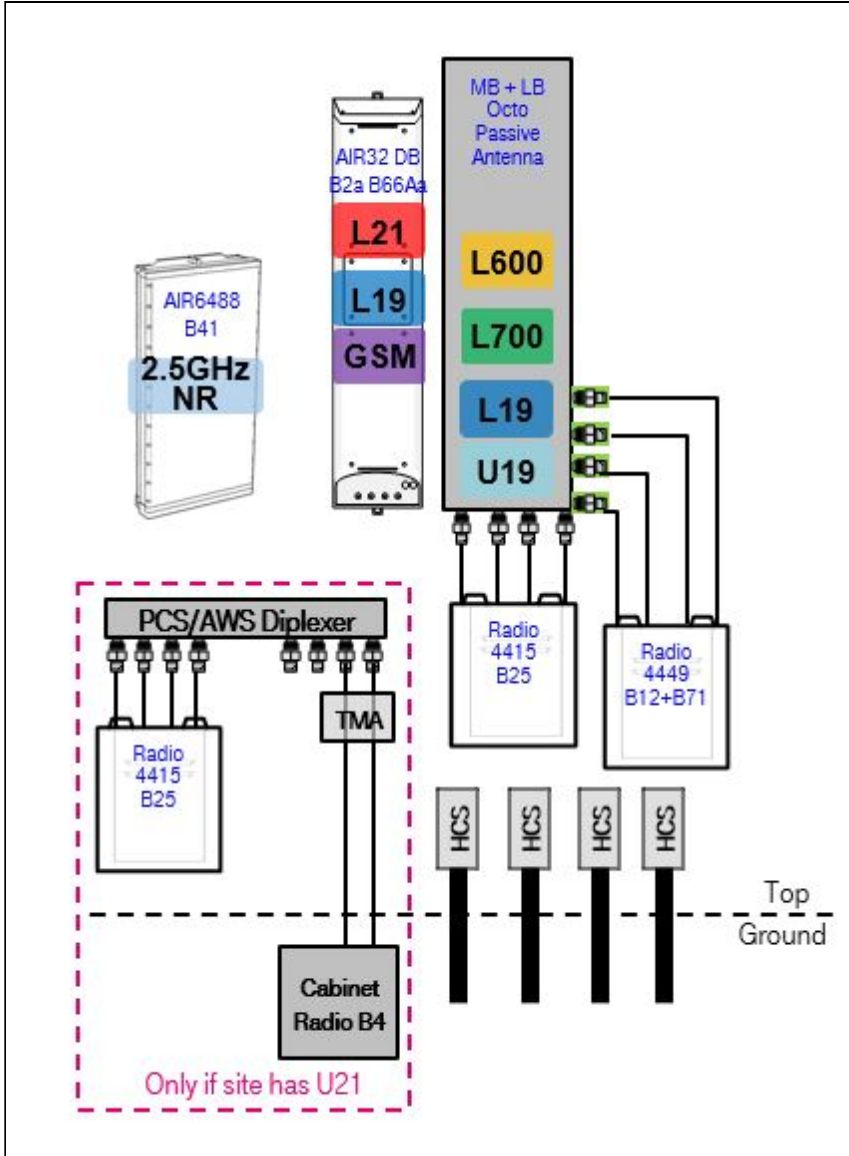 MB + LB
Octo
Passive
Antenna
AIR32 DB
B2a B66Aa
L21
L19
GSM
L600
L700
L19
U19
AIR6488
B41
2.5GHz
NR
PCS/AWS Diplexer
TMA
Radio
4415
B25
Radio
4415
B25
Radio
4449
B12+B71
HCS
HCS
HCS
HCS
Top
Ground
Cabinet
Radio B4
Only if site has U21